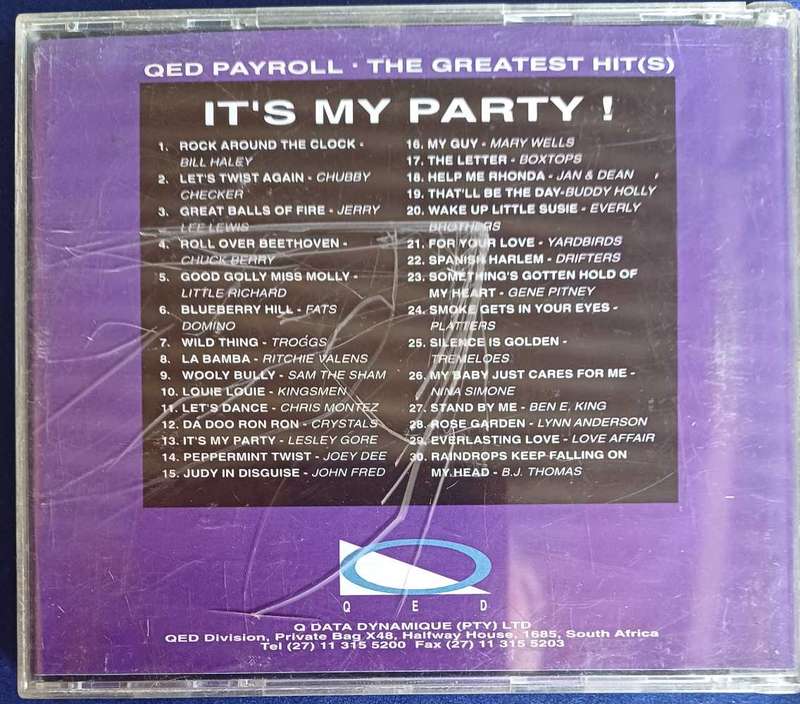 QED PAYROLL · THE GREATEST HIT(S)
IT'S MY PARTY !
1. ROCK AROUND THE CLOCK -
BILL HALEY
2. LET'S TWIST AGAIN - CHUBBY
CHECKER
3. GREAT BALLS OF FIRE - JERRY
LEE LEWIS
4. ROLL OVER BEETHOVEN -
CHUCK BERRY
5. GOOD GOLLY MISS MOLLY -
LITTLE RICHARD
6. BLUEBERRY HILL - FATS
DOMINO
7. WILD THING - TROGGS
8. LA BAMBA - RITCHIE VALENS
9. WOOLY BULLY - SAM THE SHAM
10. LOUIE LOUIE - KINGSMEN
11. LET'S DANCE - CHRIS MONTEZ
12. DA DOO RON RON - CRYSTALS
13. IT'S MY PARTY - LESLEY GORE
14. PEPPERMINT TWIST - JOEY DEE
15. JUDY IN DISGUISE - JOHN FRED
16. MY GUY - MARY WELLS
17. THE LETTER - BOXTOPS
18. HELP ME RHONDA - JAN & DEAN
19. THAT'LL BE THE DAY-BUDDY HOLLY
20. WAKE UP LITTLE SUSIE - EVERLY
BROTHERS
21. FOR YOUR LOVE - YARDBIRDS
22. SPANISH HARLEM - DRIFTERS
23. SOMETHING'S GOTTEN HOLD OF
MY HEART - GENE PITNEY
24. SMOKE GETS IN YOUR EYES -
PLATTERS
25. SILENCE IS GOLDEN -
TREMELOES
26. MY BABY JUST CARES FOR ME -
NINA SIMONE
27. STAND BY ME - BEN E. KING
28. ROSE GARDEN - LYNN ANDERSON
29. EVERLASTING LOVE - LOVE AFFAIR
30. RAINDROPS KEEP FALLING ON
MY HEAD - B.J. THOMAS
QED
Q DATA DYNAMIQUE (PTY) LTD
QED Division, Private Bag X48, Halfway House, 1685, South Africa
Tel (27) 11 315 5200 Fax (27) 11 315 5203